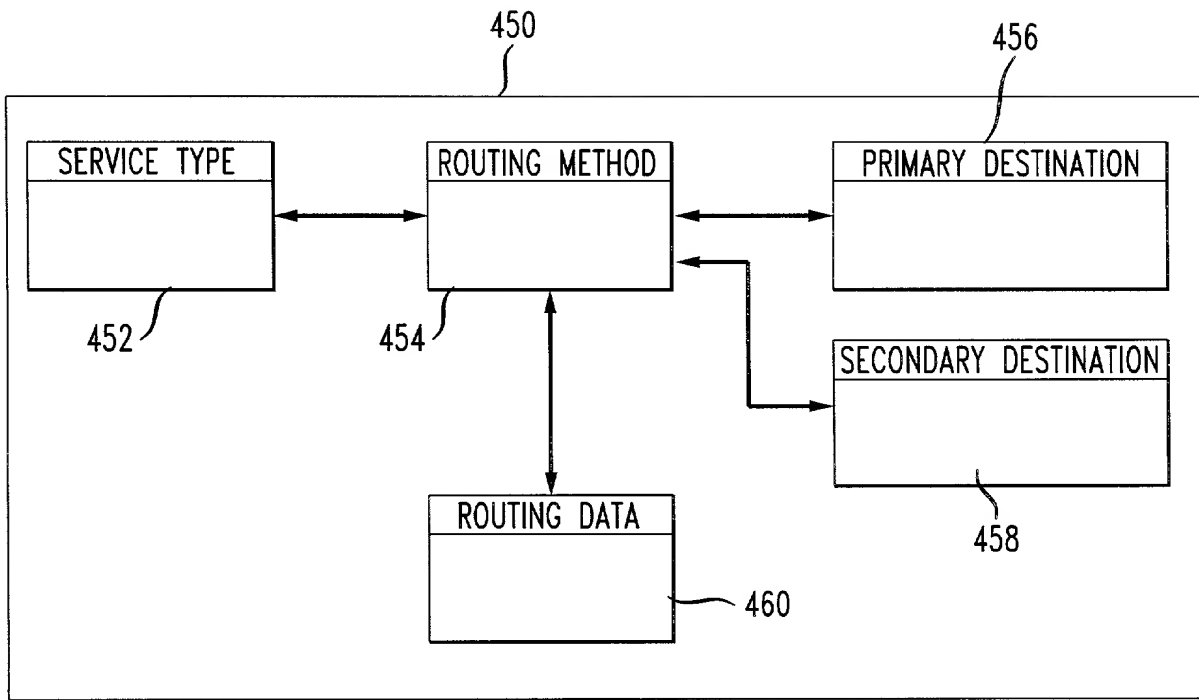 450
456
SERVICE TYPE
ROUTING METHOD
PRIMARY DESTINATION
452
454
SECONDARY DESTINATION
ROUTING DATA
458
460